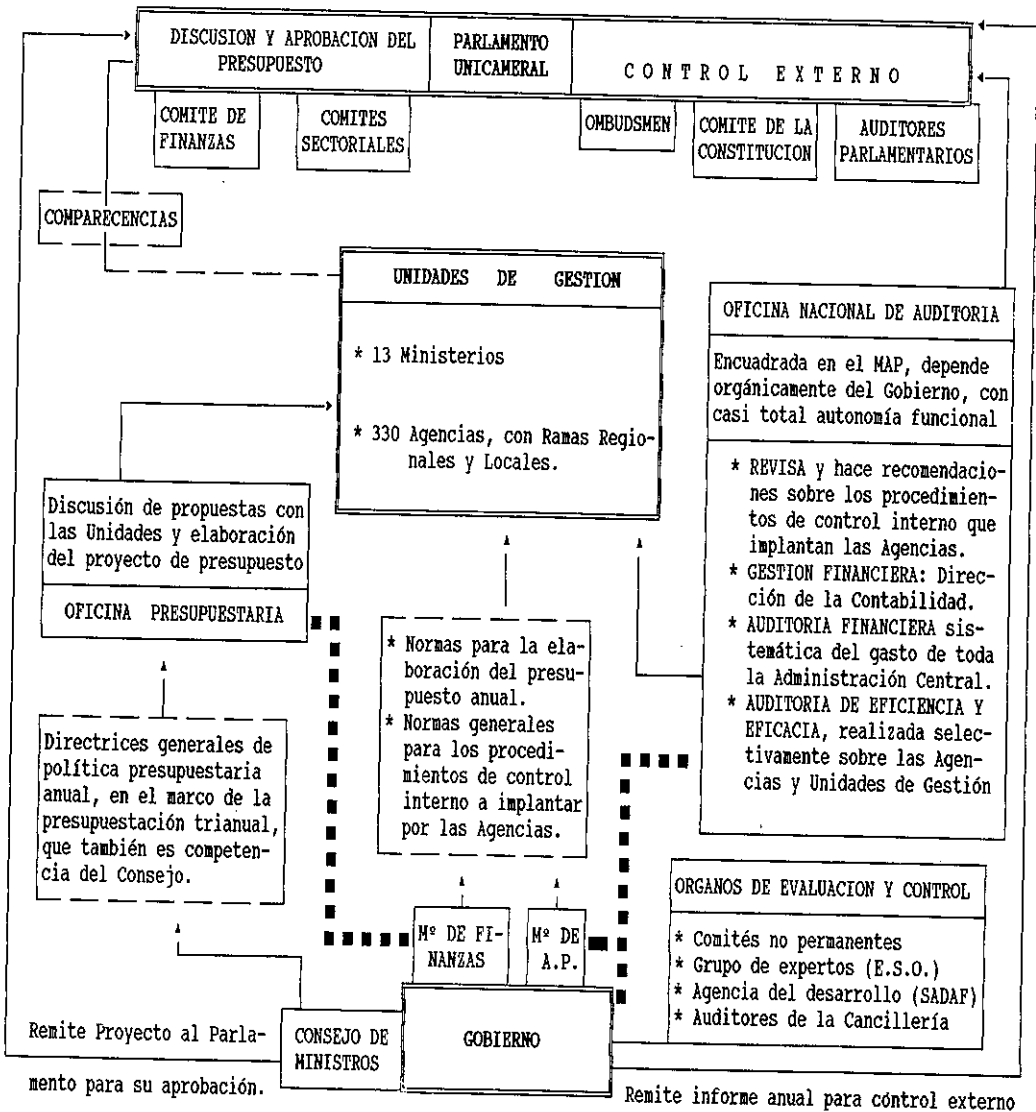 DISCUSION Y APROBACION DEL
PRESUPUESTO
PARLAMENTO
UNICAMERAL
CONTROL EXTERNO
COMITE DE
FINANZAS
COMITES
SECTORIALES
OMBUDSMEN
COMITE DE LA
CONSTITUCION
AUDITORES
PARLAMENTARIOS
COMPARECENCIAS
UNIDADES DE GESTION
* 13 Ministerios
* 330 Agencias, con Ramas Regio-
nales y Locales.
OFICINA NACIONAL DE AUDITORIA
Encuadrada en el MAP, depende
orgánicamente del Gobierno, con
casi total autonomía funcional
* REVISA y hace recomendacio-
nes sobre los procedimien-
tos de control interno que
implantan las Agencias.
* GESTION FINANCIERA: Direc-
ción de la Contabilidad.
* AUDITORIA FINANCIERA sis-
temática del gasto de toda
la Administración Central.
* AUDITORIA DE EFICIENCIA Y
EFICACIA, realizada selec-
tivamente sobre las Agen-
cias y Unidades de Gestión
Discusión de propuestas con
las Unidades y elaboración
del proyecto de presupuesto
OFICINA PRESUPUESTARIA
* Normas para la ela-
boración del presu-
puesto anual.
* Normas generales
para los procedi-
mientos de control
interno a implantar
por las Agencias.
Directrices generales de
política presupuestaria
anual, en el marco de la
presupuestación trianual,
que también es competen-
cia del Consejo.
ORGANOS DE EVALUACION Y CONTROL
* Comités no permanentes
* Grupo de expertos (E.S.O.)
* Agencia del desarrollo (SADAF)
* Auditores de la Cancillería
Mº DE FI-
NANZAS
Mº DE
A.P.
CONSEJO DE
MINISTROS
GOBIERNO
Remite Proyecto al Parla-
mento para su aprobación.
Remite informe anual para control externo